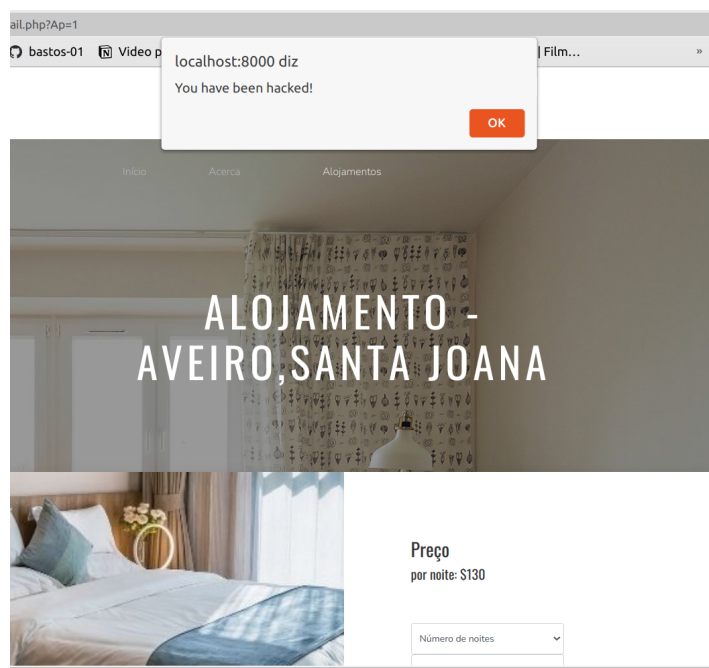 ail.php?Ap=1
bastos-01 Video p | Film… »
localhost:8000 diz
You have been hacked!
OK
Início Acerca Alojamentos
ALOJAMENTO -
AVEIRO,SANTA JOANA
Preço
por noite: $130
Número de noites